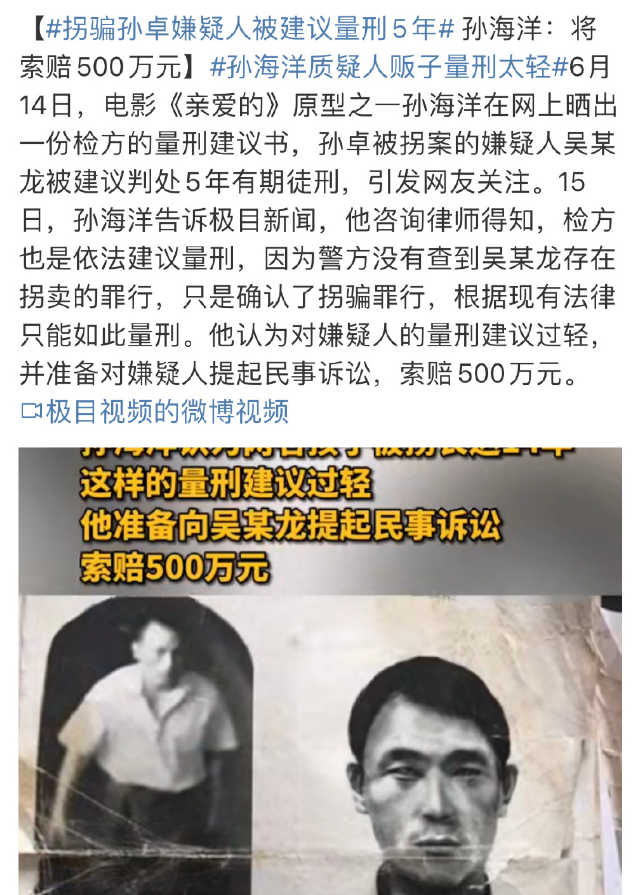 【#拐骗孙卓嫌疑人被建议量刑5年# 孙海洋：将
索赔500万元】#孙海洋质疑人贩子量刑太轻#6月
14日，电影《亲爱的》原型之一孙海洋在网上晒出
一份检方的量刑建议书，孙卓被拐案的嫌疑人吴某
龙被建议判处5年有期徒刑，引发网友关注。15
日，孙海洋告诉极目新闻，他咨询律师得知，检方
也是依法建议量刑，因为警方没有查到吴某龙存在
拐卖的罪行，只是确认了拐骗罪行，根据现有法律
只能如此量刑。他认为对嫌疑人的量刑建议过轻，
并准备对嫌疑人提起民事诉讼，索赔500万元。
极目视频的微博视频
这样的量刑建议过轻
他准备向吴某龙提起民事诉讼
索赔500万元